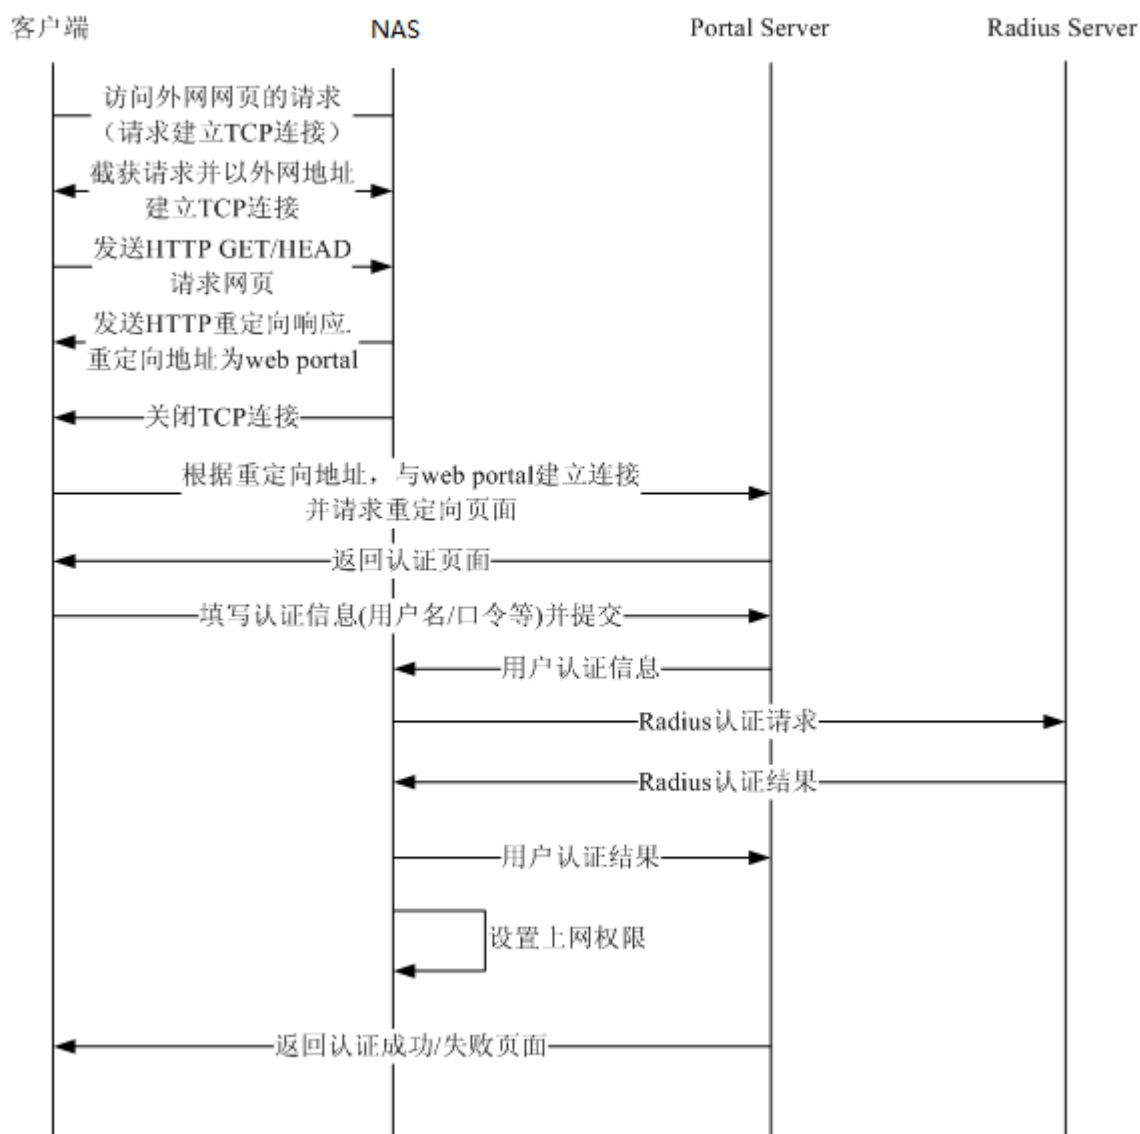 客户端
NAS
Portal Server
Radius Server
访问外网网页的请求
（请求建立TCP连接）
截获请求并以外网地址
建立TCP连接
发送HTTP GET/HEAD
请求网页
发送HTTP重定向响应.
重定向地址为web portal
关闭TCP连接
根据重定向地址，与web portal建立连接
并请求重定向页面
返回认证页面
填写认证信息(用户名/口令等)并提交
用户认证信息
Radius认证请求
Radius认证结果
用户认证结果
设置上网权限
返回认证成功/失败页面